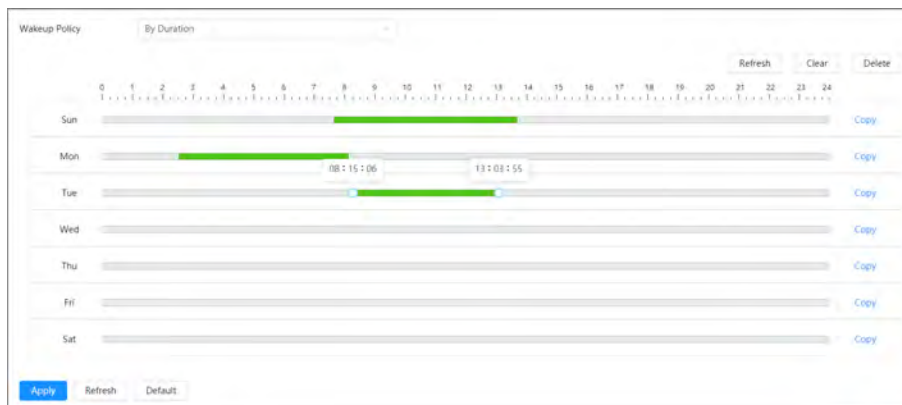 Wakeup Policy By Duration
Refresh Clear Delete
0 1 2 3 4 5 6 7 8 9 10 11 12 13 14 15 16 17 18 19 20 21 22 23 24
Sun Copy
Mon Copy
08 : 15 : 06 13 : 03 : 55
Tue Copy
Wed Copy
Thu Copy
Fri Copy
Sat Copy
Apply Refresh Default